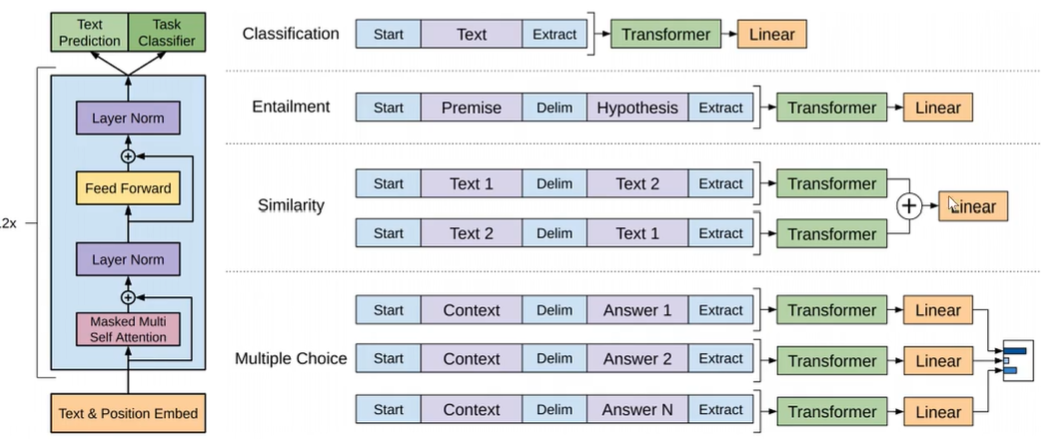 Text
Prediction
Task
Classifier
Layer Norm
+
Feed Forward
Layer Norm
+
Masked Multi
Self Attention
Text & Position Embed
2x
Classification
Start Text Extract Transformer Linear
Entailment
Start Premise Delim Hypothesis Extract Transformer Linear
Similarity
Start Text 1 Delim Text 2 Extract Transformer
Start Text 2 Delim Text 1 Extract Transformer
+ Linear
Multiple Choice
Start Context Delim Answer 1 Extract Transformer Linear
Start Context Delim Answer 2 Extract Transformer Linear
Start Context Delim Answer N Extract Transformer Linear